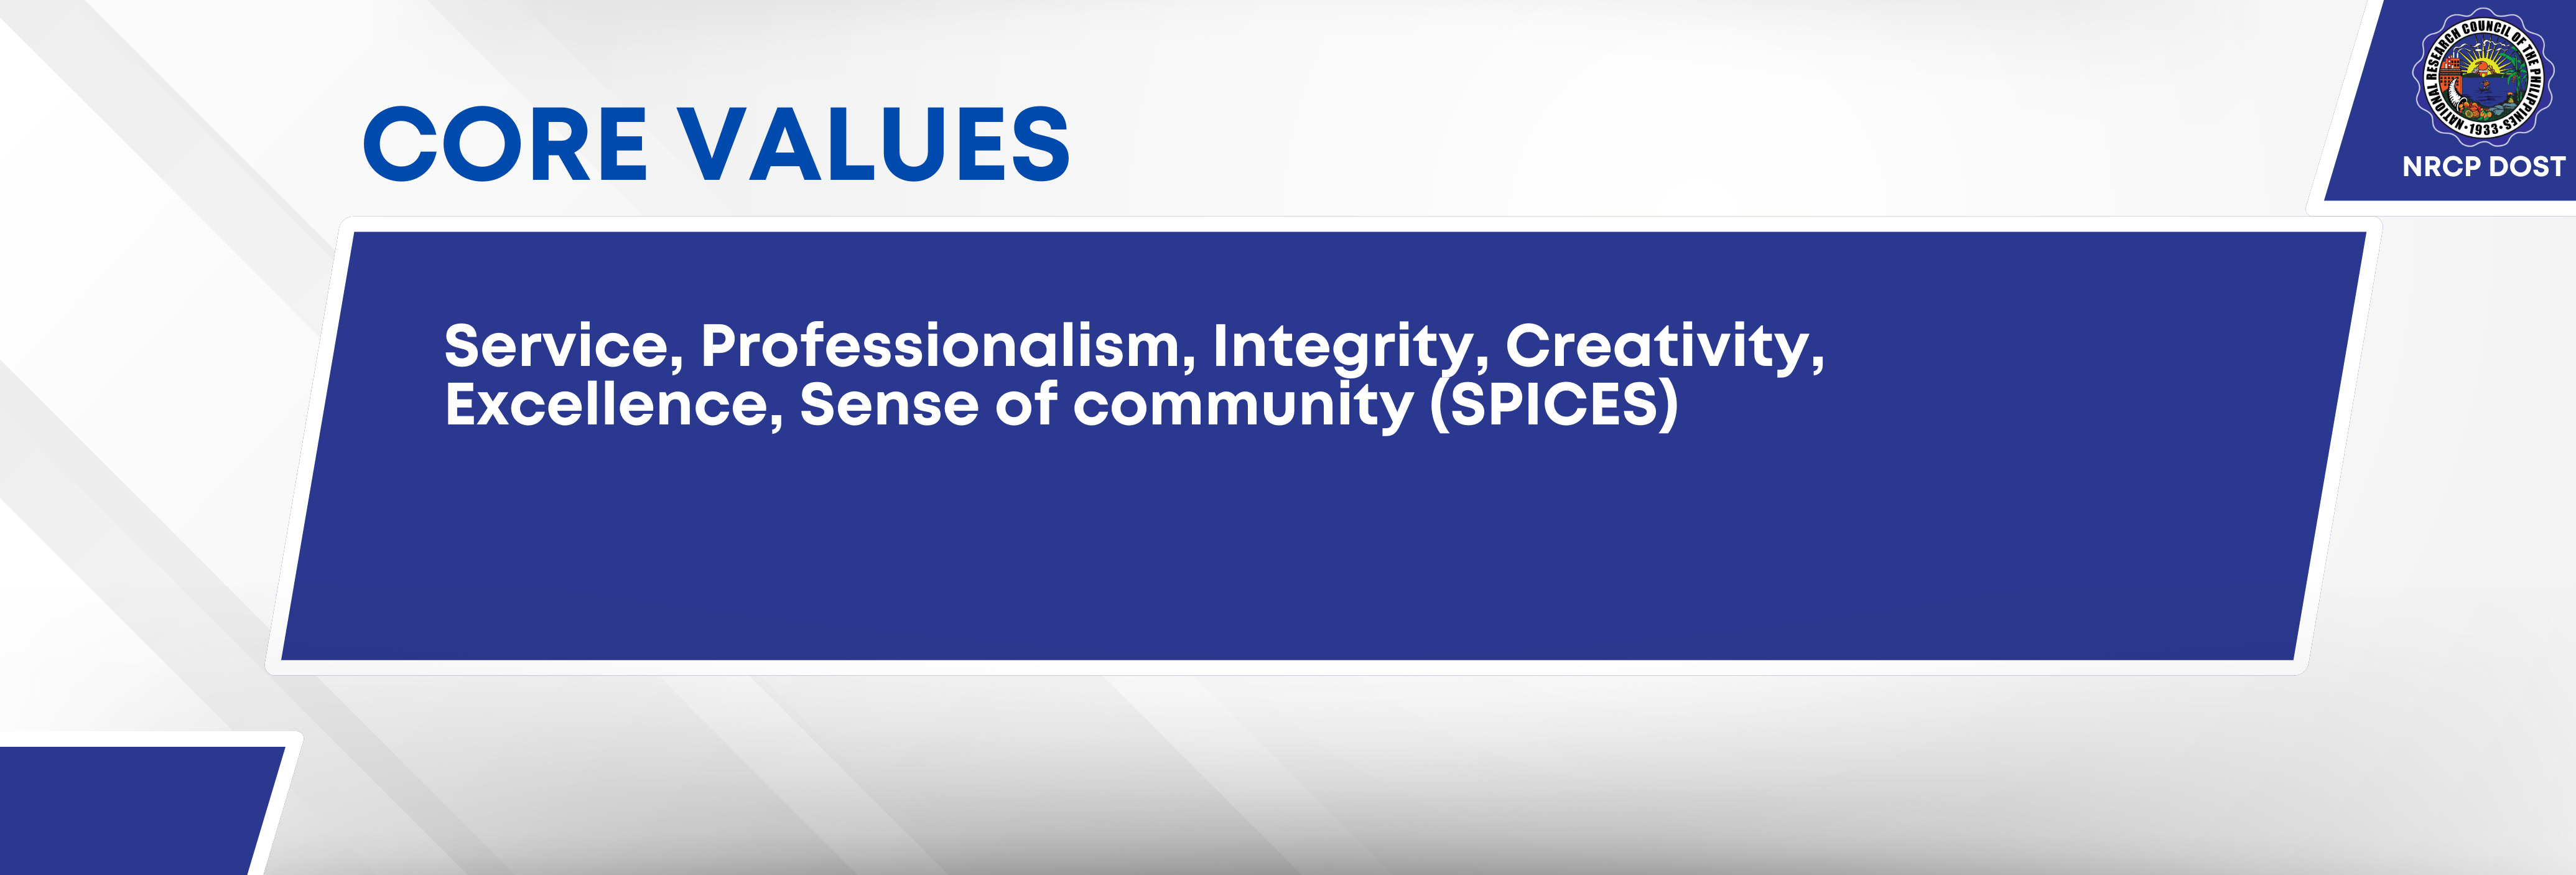 CORE VALUES
Service, Professionalism, Integrity, Creativity,
Excellence, Sense of community (SPICES)
NATIONAL RESEARCH COUNCIL OF THE PHILIPPINES
•1933•
NRCP DOST